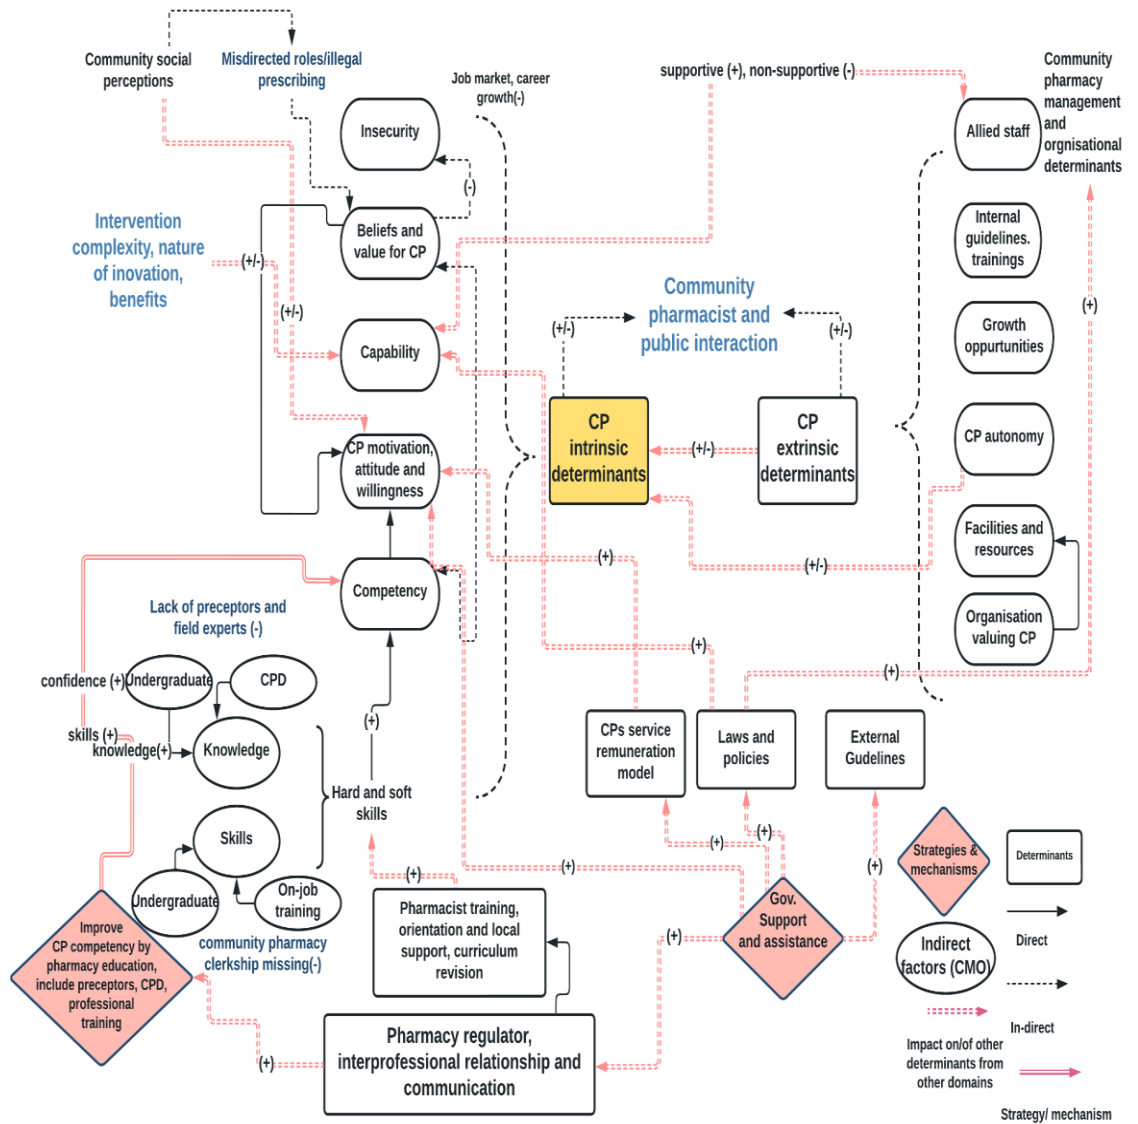 Community social
perceptions
Misdirected roles/illegal
prescribing
Job market, career
growth(-)
supportive (+), non-supportive (-)
Community
pharmacy
management
and
orgnisational
determinants
Insecurity
Allied staff
(-)
Beliefs and
value for CP
Internal
guidelines.
trainings
Intervention
complexity, nature
of inovation,
benefits
(+/-)
(+/-)
Capability
Community
pharmacist and
public interaction
(+/-)
(+/-)
(+)
Growth
oppurtunities
CP
intrinsic
determinants
(+/-)
CP
extrinsic
determinants
CP autonomy
CP motivation,
attitude and
willingness
(+)
(+/-)
Facilities and
resources
Competency
Organisation
valuing CP
Lack of preceptors and
field experts (-)
(+)
(+)
confidence (+)
Undergraduate
CPD
skills (+)
knowledge(+)
Knowledge
(+)
CPs service
remuneration
model
Laws and
policies
External
Gudelines
Hard and soft
skills
Skills
(+)
(+)
(+)
(+)
(+)
Undergraduate
On-job
training
community pharmacy
clerkship missing(-)
Improve
CP competency by
pharmacy education,
include preceptors, CPD,
professional
training
Pharmacist training,
orientation and local
support, curriculum
revision
(+)
Gov.
Support
and assistance
(+)
Pharmacy regulator,
interprofessional relationship and
communication
Strategies &
mechanisms
Determinants
Direct
Indirect
factors (CMO)
In-direct
Impact on/of other
determinants from
other domains
Strategy/ mechanism